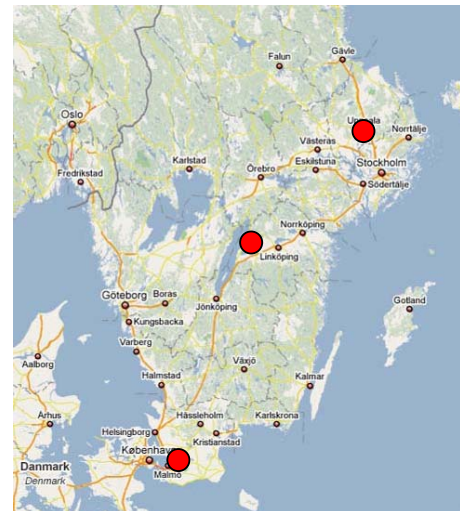 Gävle
Falun
Oslo
Uppsala
Norrtälje
Västerås
Karlstad
Eskilstuna
Stockholm
Fredrikstad
Örebro
Södertälje
Norrköping
Linköping
Göteborg
Borås
Jönköping
Gotland
Kungsbacka
Varberg
Aalborg
Växjö
Halmstad
Kalmar
Århus
Hässleholm
Karlskrona
Helsingborg
Kristianstad
København
Danmark
Malmö
Denmark